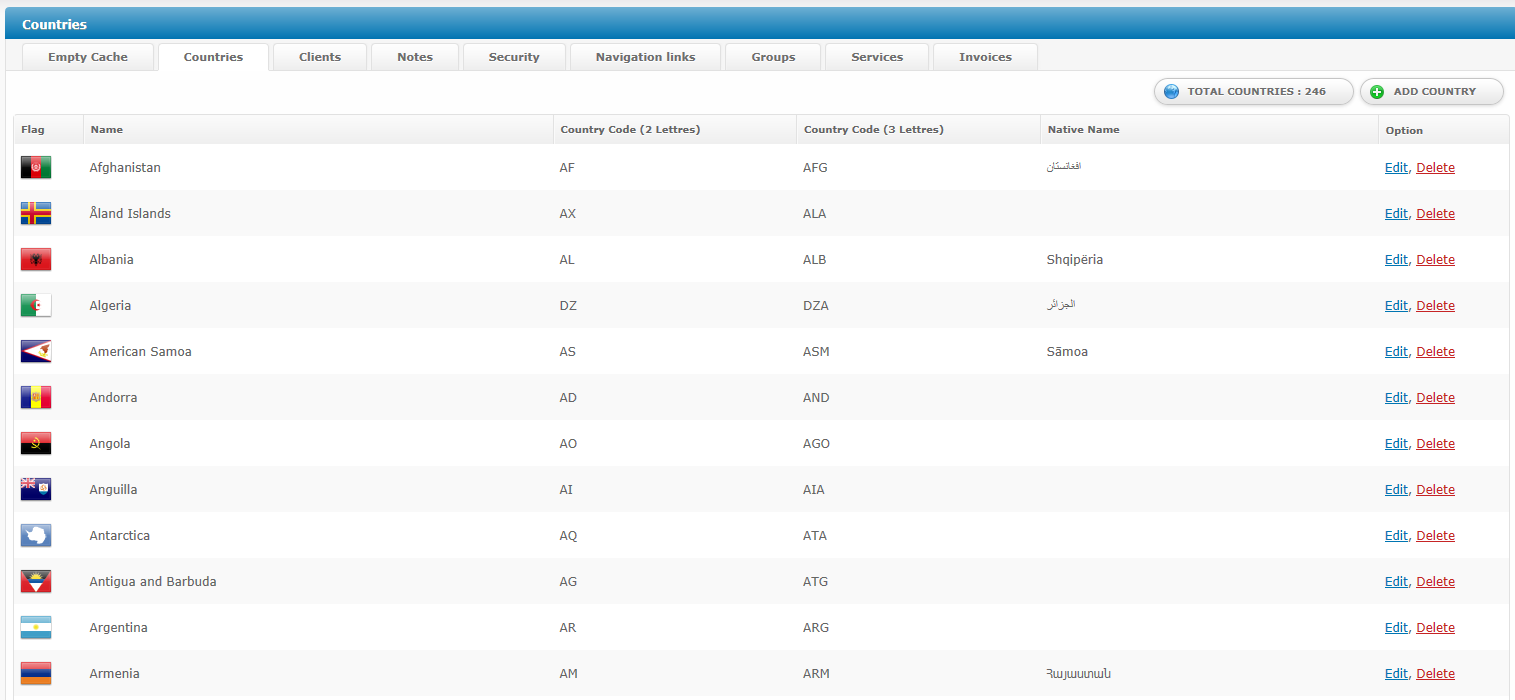 Countries
Empty Cache Countries Clients Notes Security Navigation links Groups Services Invoices
TOTAL COUNTRIES : 246 ADD COUNTRY
Flag Name Country Code (2 Lettres) Country Code (3 Lettres) Native Name Option
Afghanistan AF AFG افغانستان Edit, Delete
Åland Islands AX ALA Edit, Delete
Albania AL ALB Shqipëria Edit, Delete
Algeria DZ DZA الجزائر Edit, Delete
American Samoa AS ASM Sāmoa Edit, Delete
Andorra AD AND Edit, Delete
Angola AO AGO Edit, Delete
Anguilla AI AIA Edit, Delete
Antarctica AQ ATA Edit, Delete
Antigua and Barbuda AG ATG Edit, Delete
Argentina AR ARG Edit, Delete
Armenia AM ARM Հայաստան Edit, Delete